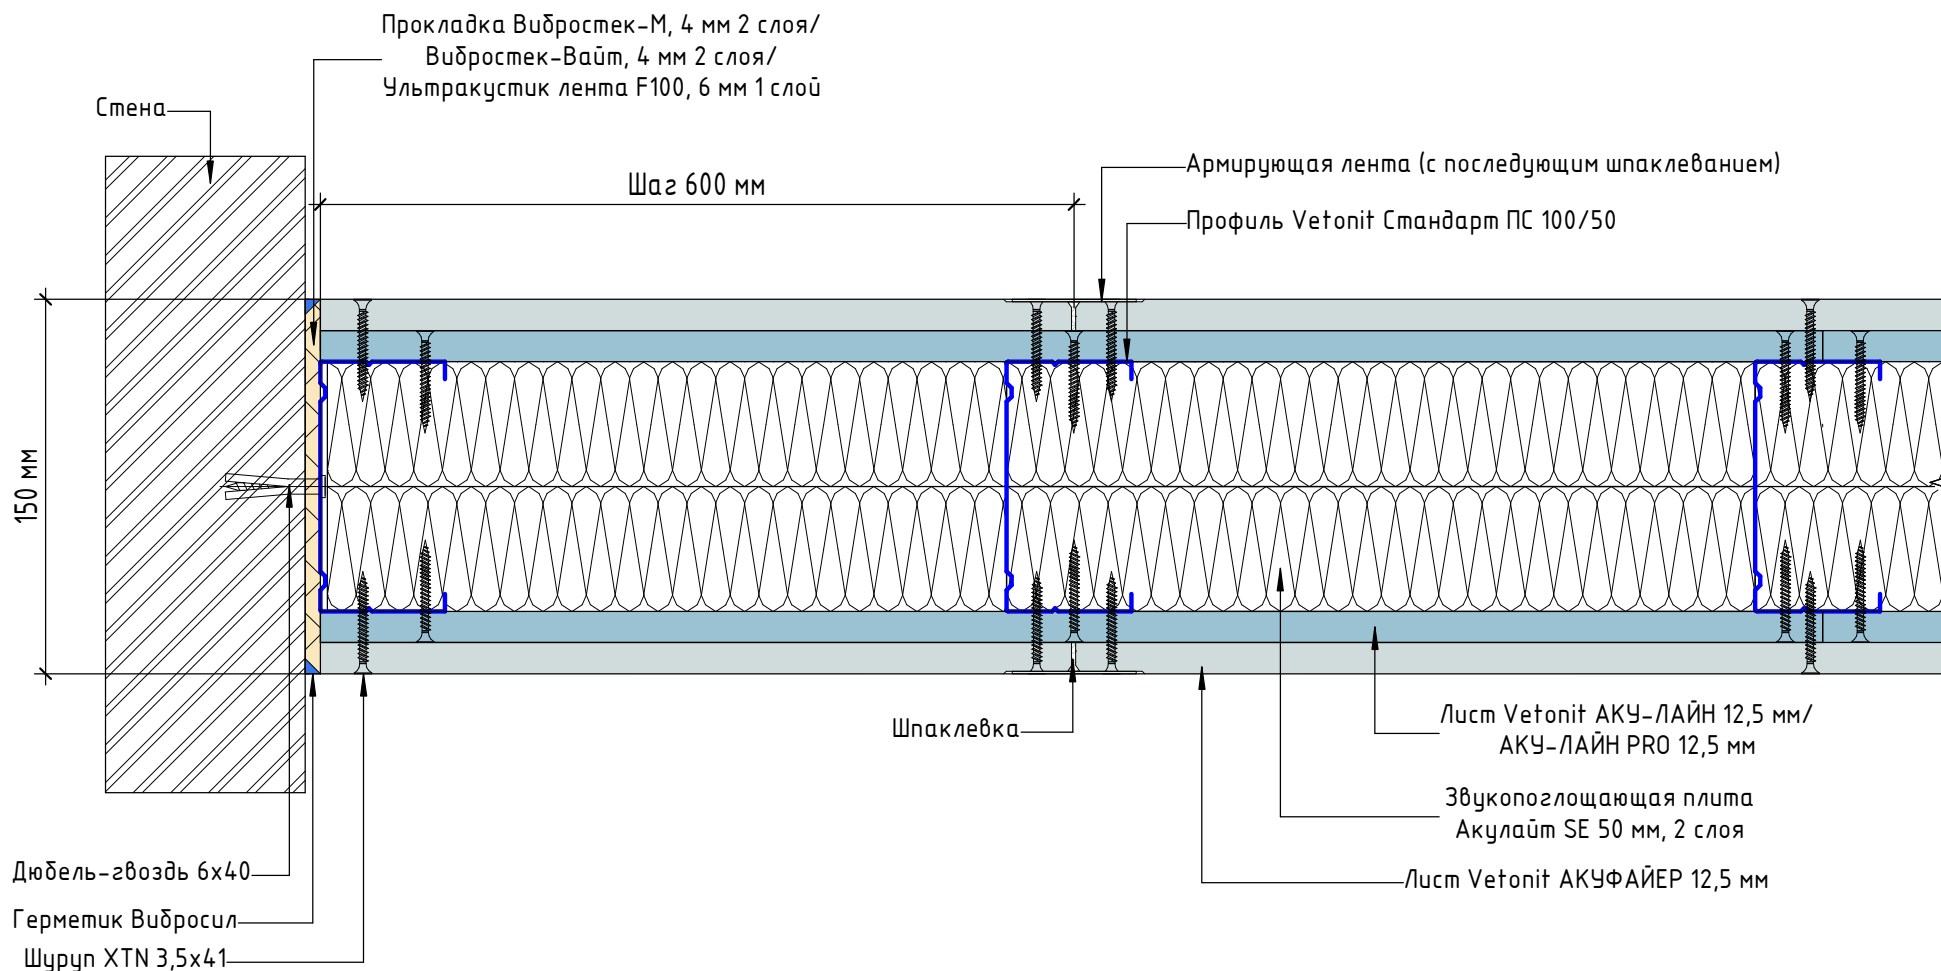 Прокладка Вибростек-М, 4 мм 2 слоя/
Вибростек-Вайт, 4 мм 2 слоя/
Ультракустик лента F100, 6 мм 1 слой
Стена
Шаг 600 мм
Армирующая лента (с последующим шпаклеванием)
Профиль Vetonit Стандарт ПС 100/50
150 мм
Шпаклевка
Лист Vetonit АКУ-ЛАЙН 12,5 мм/
АКУ-ЛАЙН PRO 12,5 мм
Звукопоглощающая плита
Акулайт SE 50 мм, 2 слоя
Лист Vetonit АКУФАЙЕР 12,5 мм
Дюбель-гвоздь 6х40
Герметик Вибросил
Шуруп XTN 3,5х41